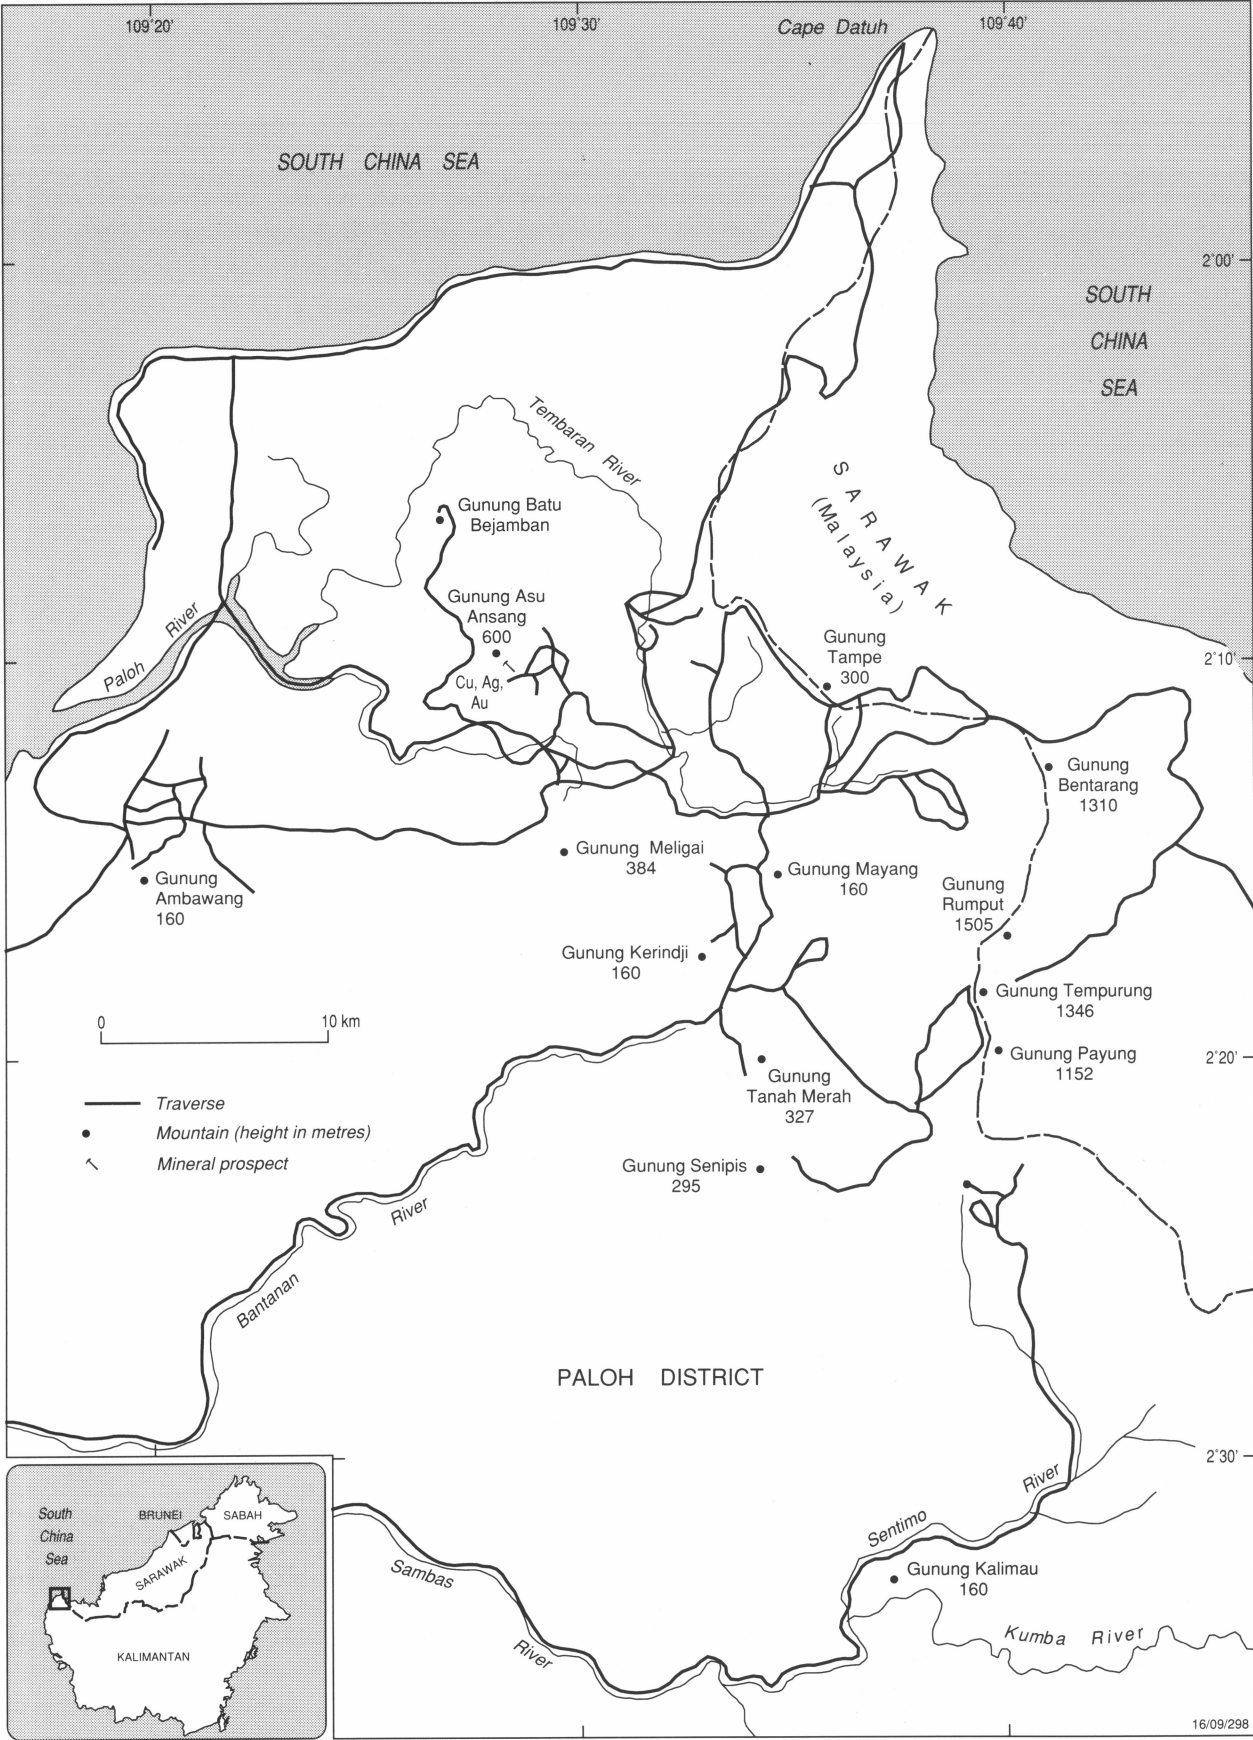 109°20'
109°30'
109°40'
Cape Datuh
SOUTH CHINA SEA
2°00'
SOUTH
CHINA
SEA
Tembaran River
SARAWAK
(Malaysia)
Gunung Batu
Bejamban
Gunung Asu
Ansang
600
Cu, Ag,
Au
Paloh River
Gunung
Tampe
300
2°10'
Gunung
Bentarang
1310
Gunung Meligai
384
Gunung Mayang
160
Gunung
Ambawang
160
Gunung
Rumput
1505
Gunung Kerindji
160
Gunung Tempurung
1346
0 10 km
Gunung Payung
1152
2°20'
Gunung
Tanah Merah
327
Traverse
Mountain (height in metres)
Mineral prospect
Gunung Senipis
295
Bantanan River
PALOH DISTRICT
2°30'
Sentimo River
Gunung Kalimau
160
Sambas River
Kumba River
South
China
Sea
BRUNEI
SABAH
SARAWAK
KALIMANTAN
16/09/298